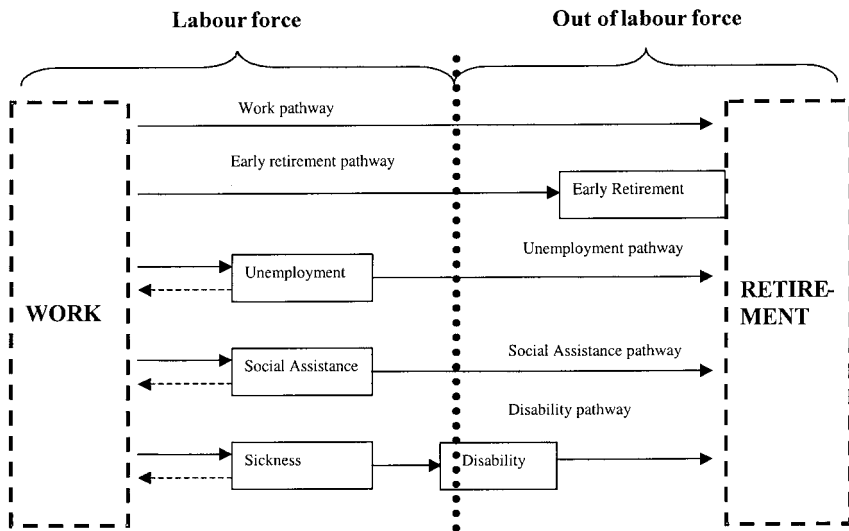 Labour force
Out of labour force
Work pathway
Early retirement pathway
Early Retirement
Unemployment pathway
Unemployment
WORK
RETIRE-
MENT
Social Assistance pathway
Social Assistance
Disability pathway
Sickness
Disability